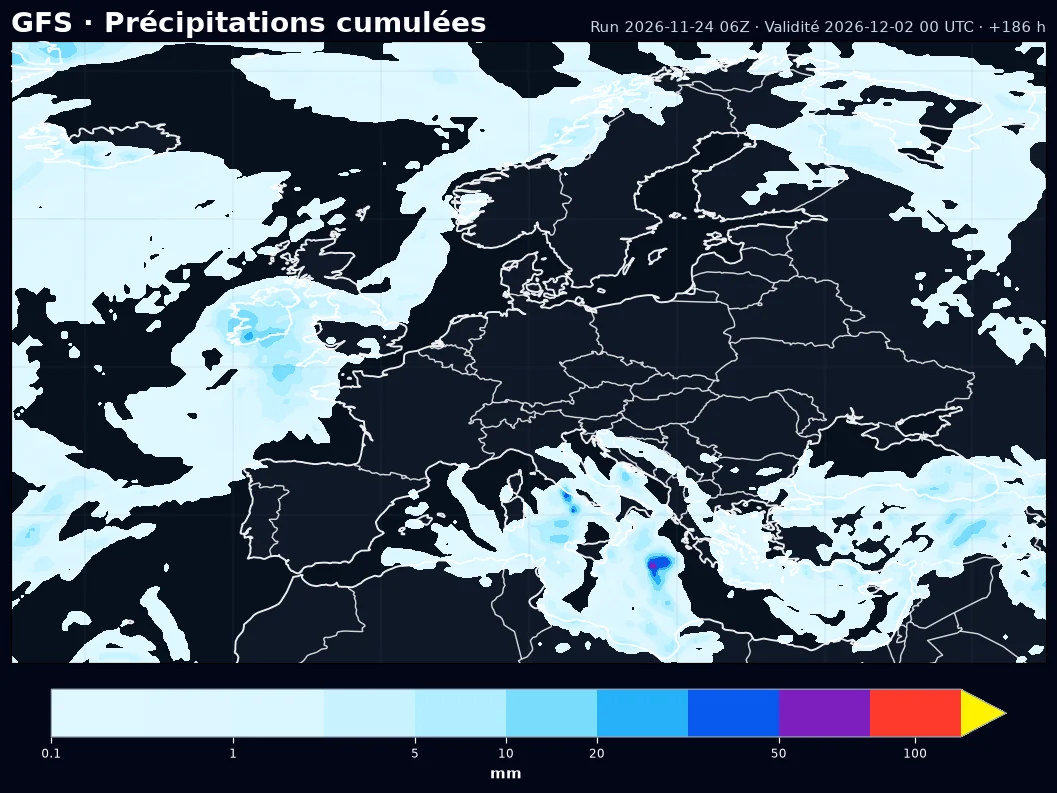 GFS · Précipitations cumulées
Run 2026-11-24 06Z · Validité 2026-12-02 00 UTC · +186 h
0.1 1 5 10 20 50 100
mm